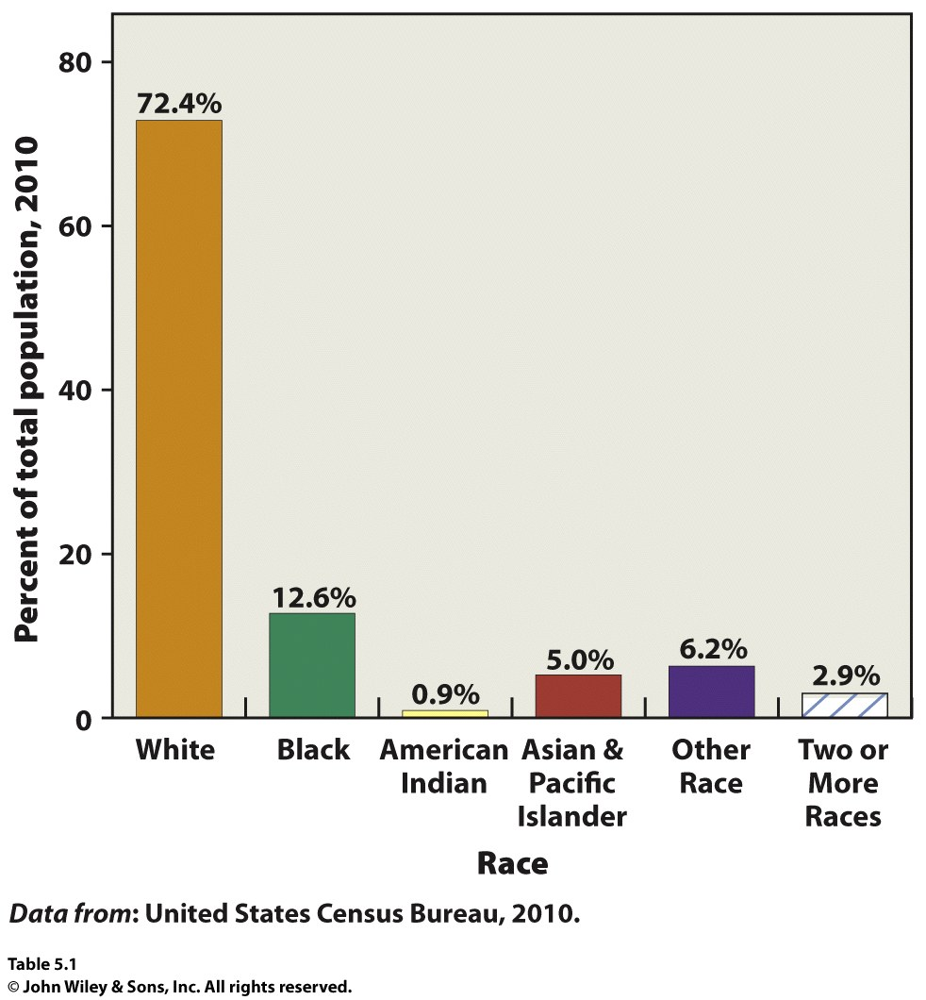 Percent of total population, 2010
80
60
40
20
0
72.4%
12.6%
0.9%
5.0%
6.2%
2.9%
White
Black
American
Indian
Asian &
Pacific
Islander
Other
Race
Two or
More
Races
Race
Data from: United States Census Bureau, 2010.
Table 5.1
© John Wiley & Sons, Inc. All rights reserved.